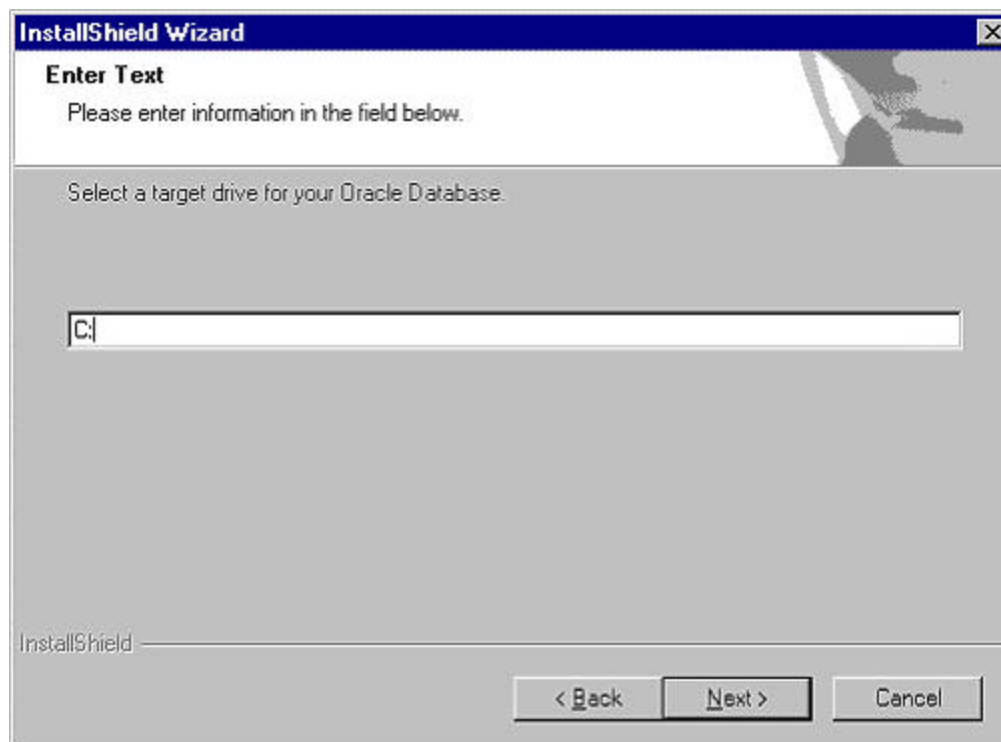 InstallShield Wizard
Enter Text
Please enter information in the field below.
Select a target drive for your Oracle Database.
C:
InstallShield
< Back
Next >
Cancel